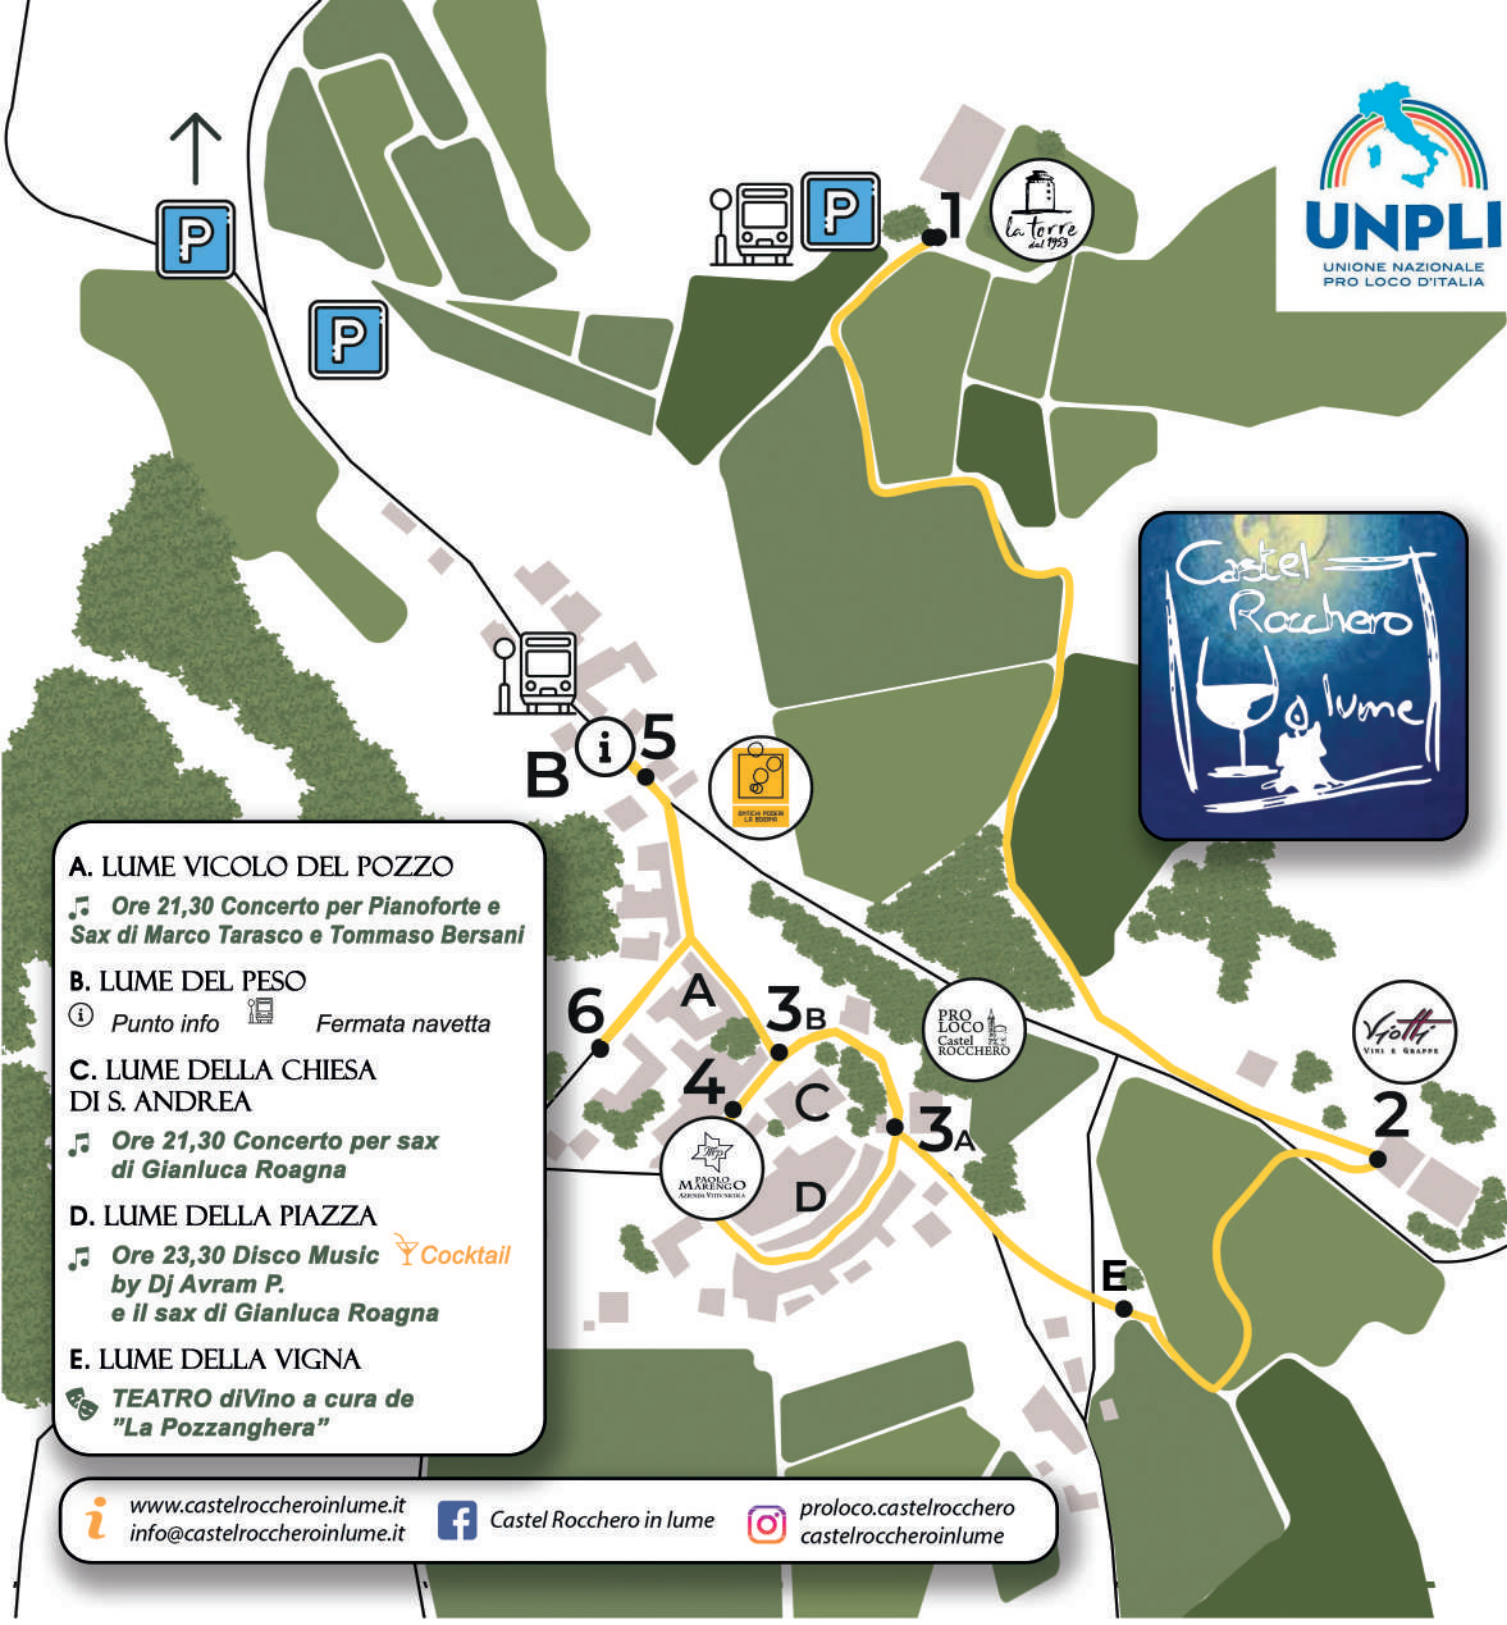 P
P
P
1
la torre
dal 1953
UNPLI
UNIONE NAZIONALE
PRO LOCO D'ITALIA
Castel
Rocchero
in lume
B
i
5
ANTICHI PODERI
A. LUME VICOLO DEL POZZO
Ore 21,30 Concerto per Pianoforte e
Sax di Marco Tarasco e Tommaso Bersani
B. LUME DEL PESO
i Punto info Fermata navetta
C. LUME DELLA CHIESA
DI S. ANDREA
Ore 21,30 Concerto per sax
di Gianluca Roagna
D. LUME DELLA PIAZZA
Ore 23,30 Disco Music Cocktail
by Dj Avram P.
e il sax di Gianluca Roagna
E. LUME DELLA VIGNA
TEATRO diVino a cura de
"La Pozzanghera"
A
6
3B
PRO
LOCO
Castel
ROCCHERO
Viotti
VINI E GRAPPE
4
C
3A
2
PAOLO
MARENGO
AZIENDA VITIVINICOLA
D
E
i www.castelroccheroinlume.it
info@castelroccheroinlume.it
f Castel Rocchero in lume
proloco.castelrocchero
castelroccheroinlume